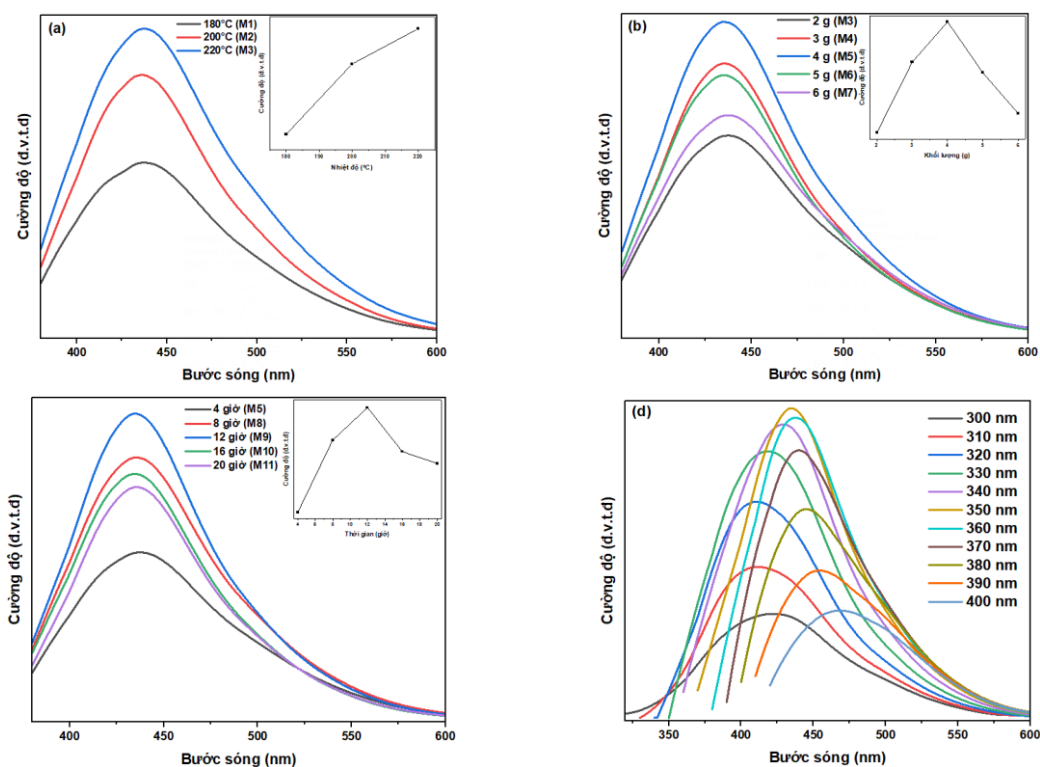 (a)
180°C (M1)
200°C (M2)
220°C (M3)
Cường độ (d.v.t.d)
180 190 200 210 220
Nhiệt độ (°C)
Cường độ (d.v.t.d)
400 450 500 550 600
Bước sóng (nm)
(b)
2 g (M3)
3 g (M4)
4 g (M5)
5 g (M6)
6 g (M7)
Cường độ (d.v.t.d)
2 3 4 5 6
Khối lượng (g)
Cường độ (d.v.t.d)
400 450 500 550 600
Bước sóng (nm)
4 giờ (M5)
8 giờ (M8)
12 giờ (M9)
16 giờ (M10)
20 giờ (M11)
Cường độ (d.v.t.d)
4 6 8 10 12 14 16 18 20
Thời gian (giờ)
Cường độ (d.v.t.d)
400 450 500 550 600
Bước sóng (nm)
(d)
300 nm
310 nm
320 nm
330 nm
340 nm
350 nm
360 nm
370 nm
380 nm
390 nm
400 nm
Cường độ (d.v.t.d)
350 400 450 500 550 600
Bước sóng (nm)